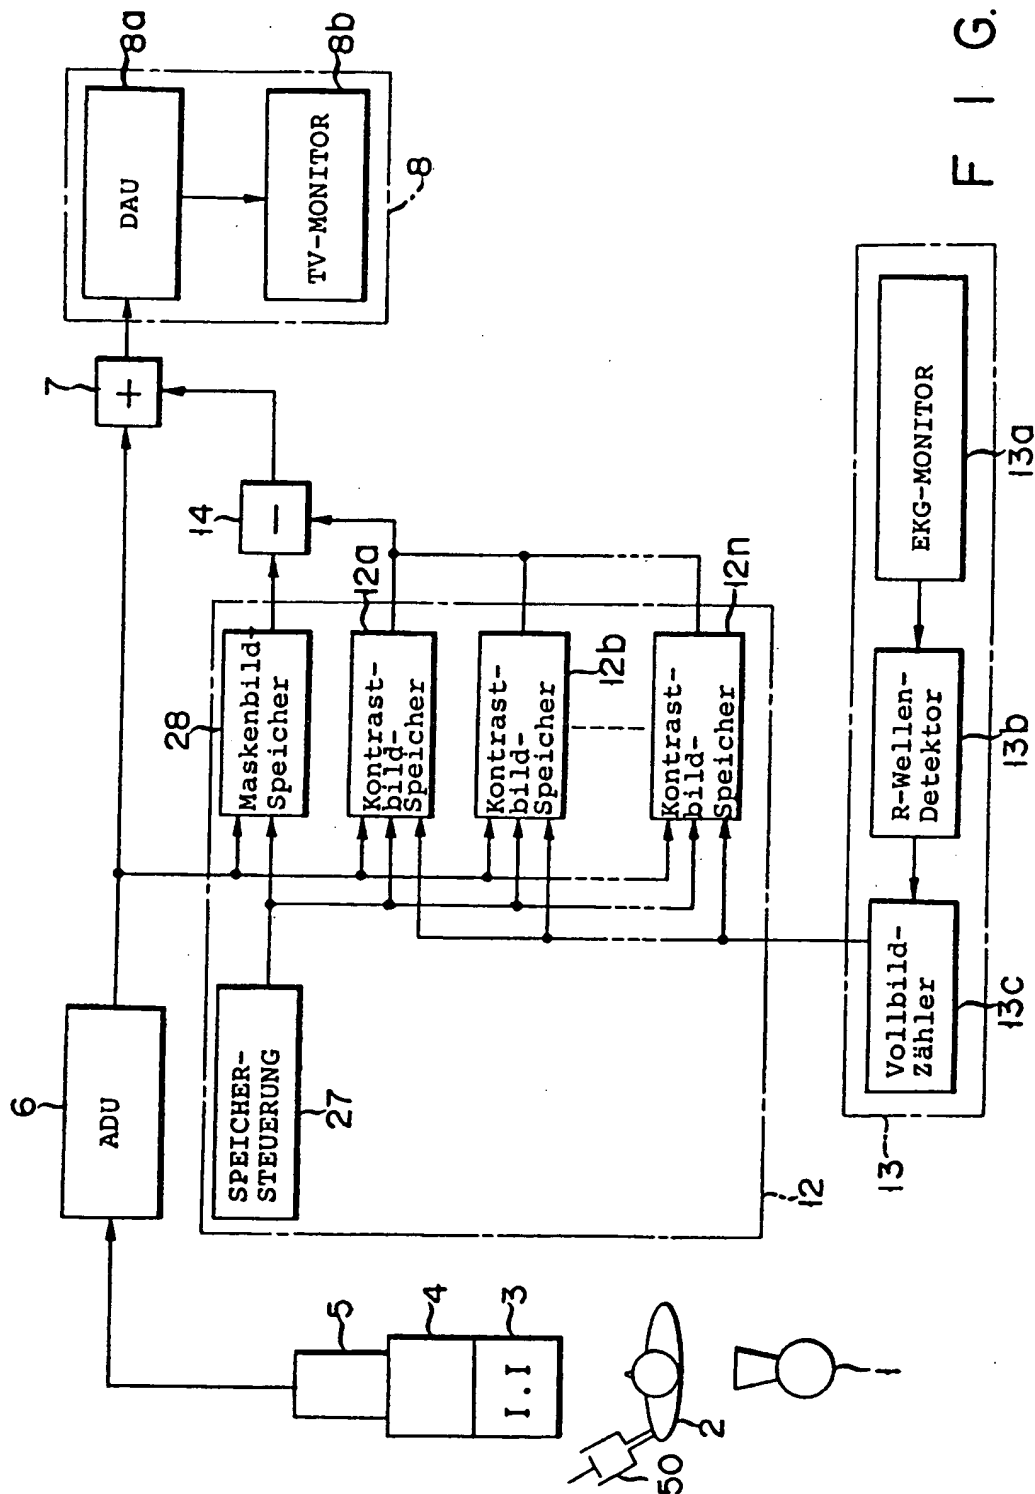 6
ADU
7
+
DAU
8a
TV-MONITOR
8b
8
14
−
28
Maskenbild-
Speicher
12a
Kontrast-
bild-
Speicher
Kontrast-
bild-
Speicher
12b
12n
Kontrast-
bild-
Speicher
SPEICHER-
STEUERUNG
27
12
5
4
3
I.I
2
50
1
13
Vollbild-
Zähler
13c
R-Wellen-
Detektor
13b
EKG-MONITOR
13a
FIG.